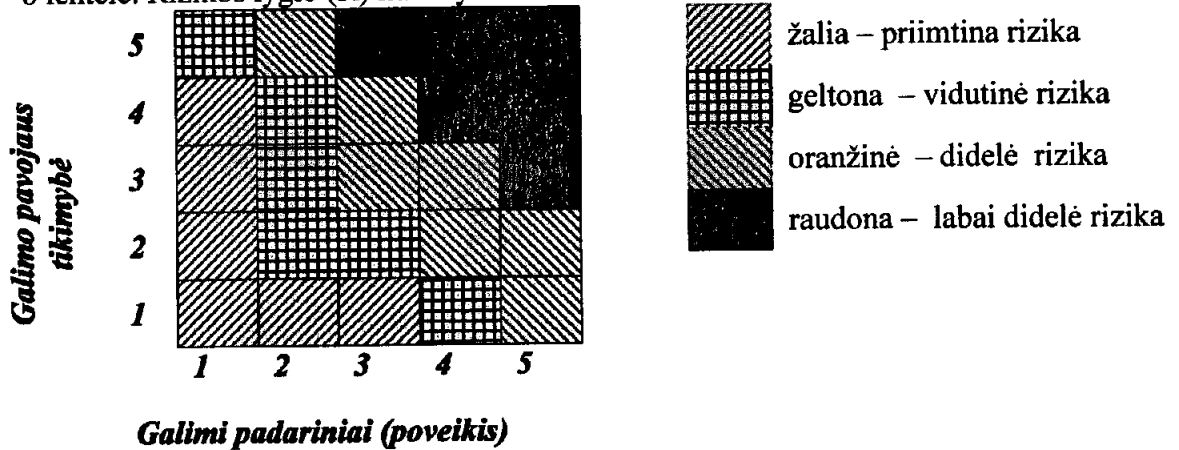 5
4
3
2
1
Galimo pavojaus
tikimybė
1 2 3 4 5
Galimi padariniai (poveikis)
žalia – priimtina rizika
geltona – vidutinė rizika
oranžinė – didelė rizika
raudona – labai didelė rizika